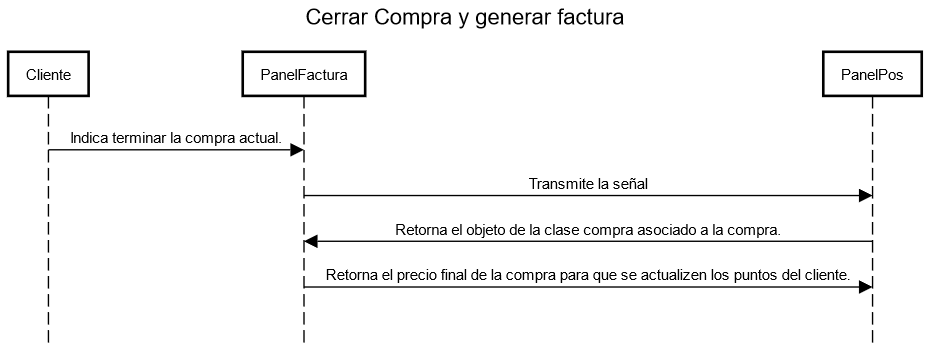 Cerrar Compra y generar factura
Cliente
PanelFactura
PanelPos
Indica terminar la compra actual.
Transmite la señal
Retorna el objeto de la clase compra asociado a la compra.
Retorna el precio final de la compra para que se actualizen los puntos del cliente.